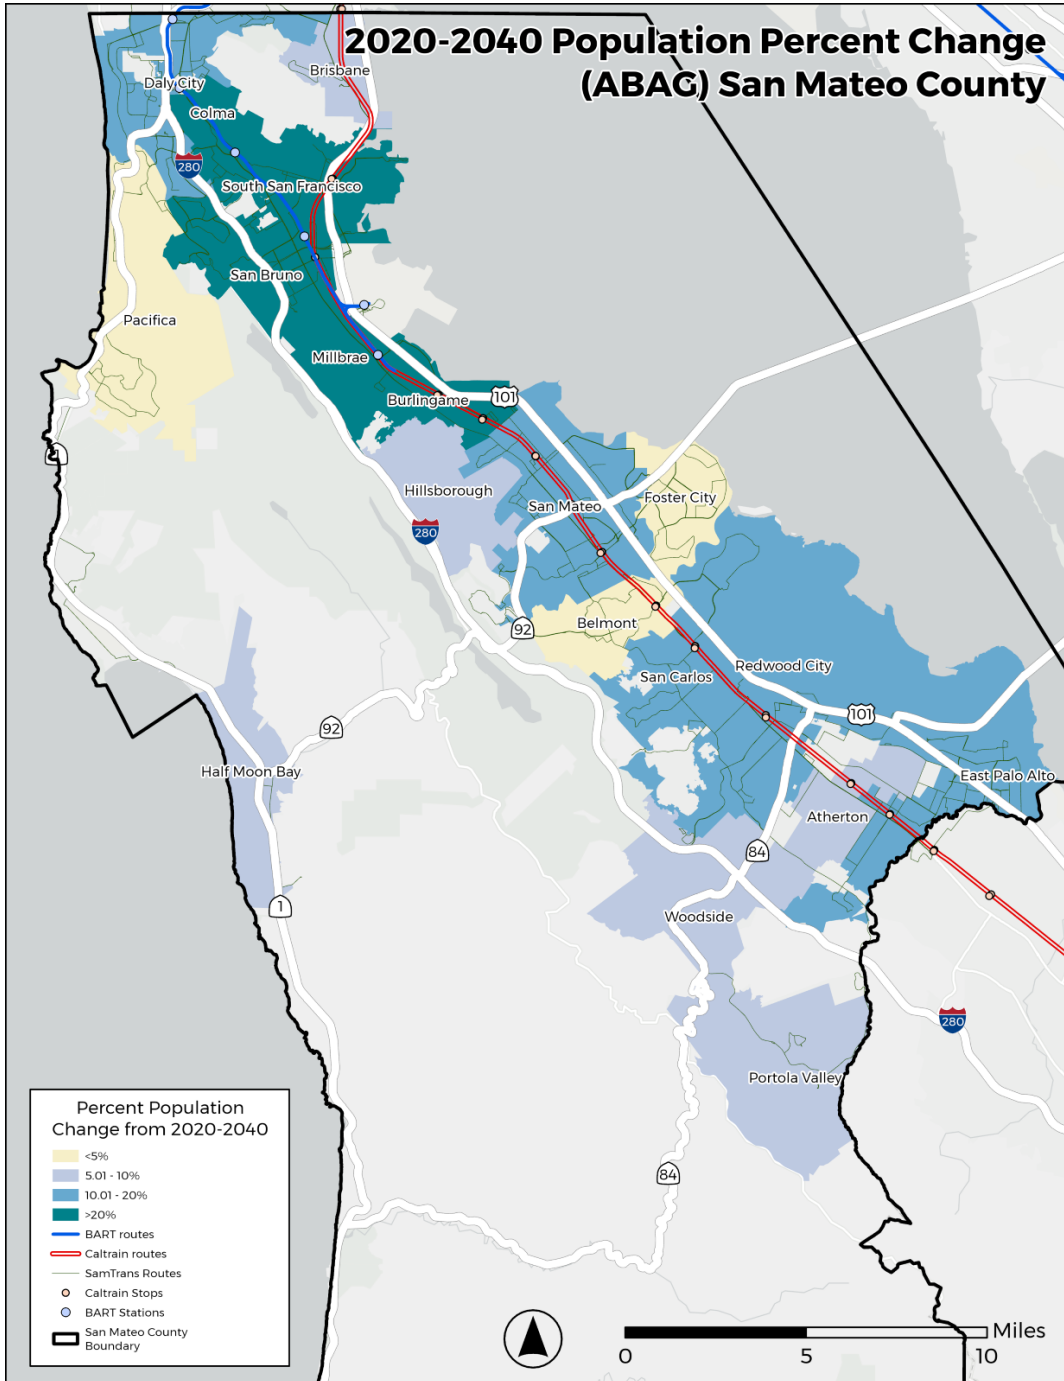 2020-2040 Population Percent Change
(ABAG) San Mateo County
Brisbane
Daly City
Colma
280
South San Francisco
San Bruno
Pacifica
Millbrae
Burlingame
101
1
Hillsborough
Foster City
San Mateo
280
92
Belmont
Redwood City
San Carlos
101
92
Half Moon Bay
East Palo Alto
Atherton
84
1
Woodside
280
Portola Valley
84
Percent Population
Change from 2020-2040
<5%
5.01 - 10%
10.01 - 20%
>20%
BART routes
Caltrain routes
SamTrans Routes
Caltrain Stops
BART Stations
San Mateo County
Boundary
Miles
0 5 10